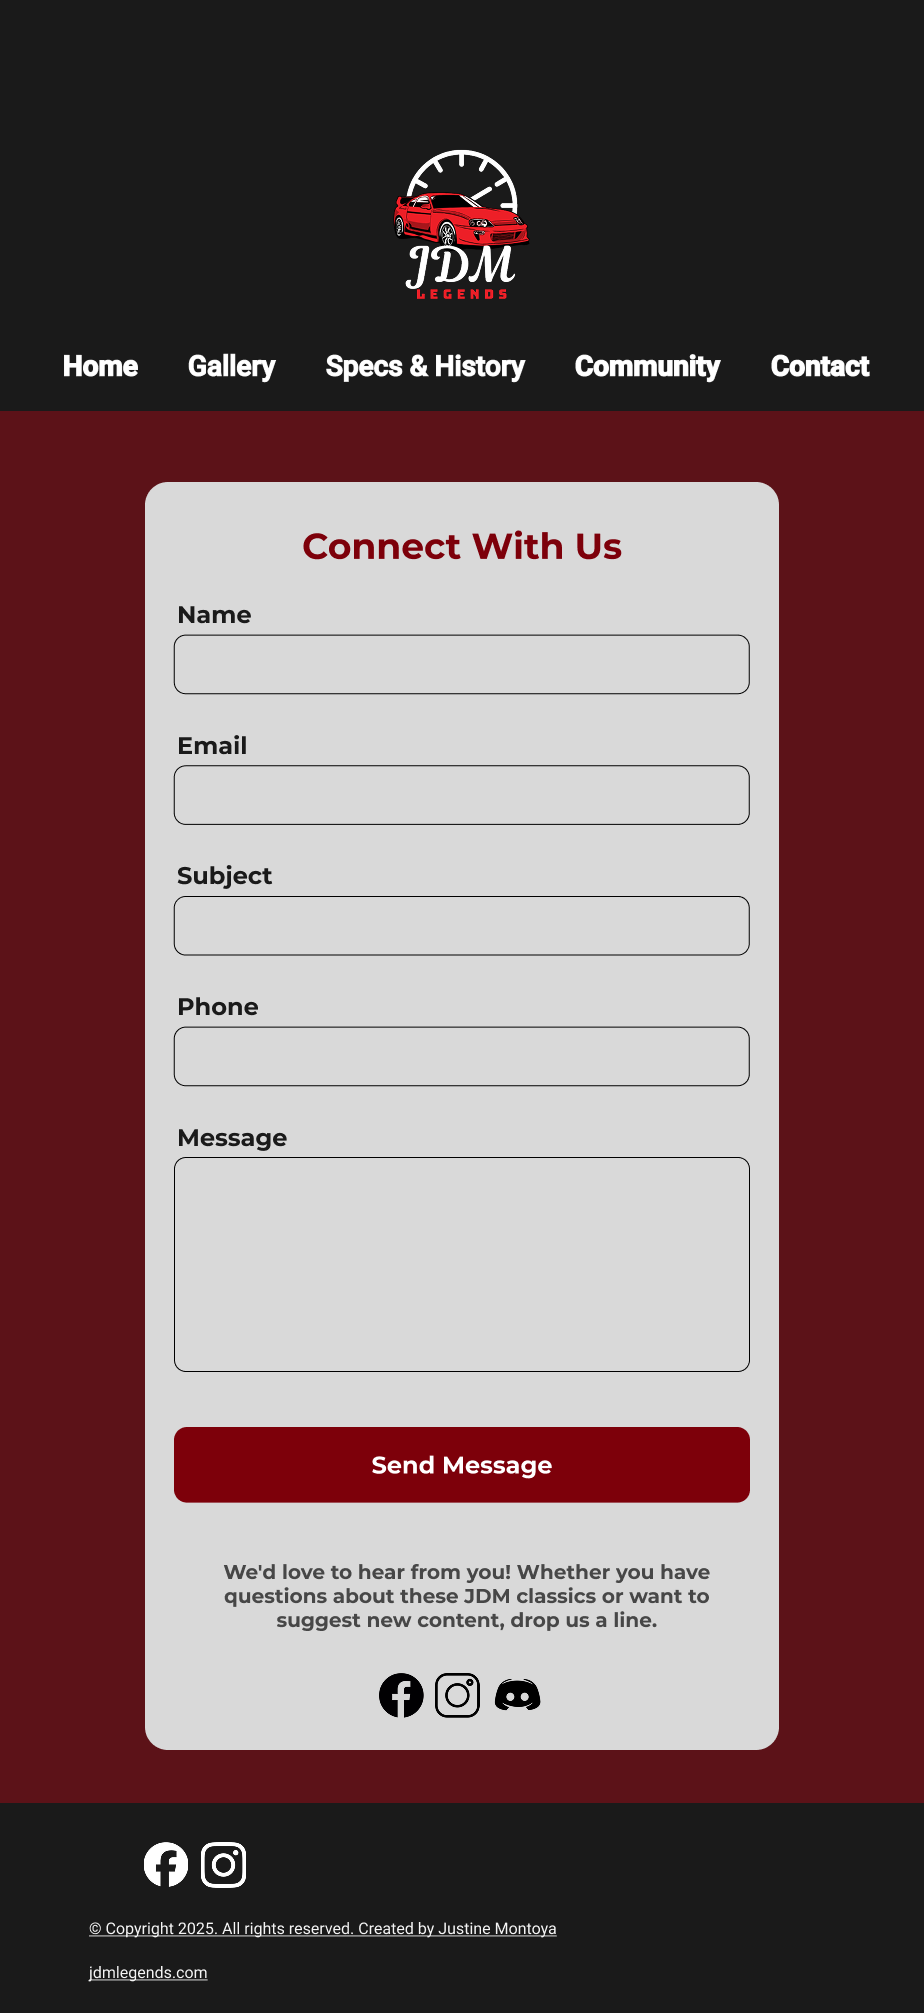 JDM
LEGENDS
Home Gallery Specs & History Community Contact
Connect With Us
Name
Email
Subject
Phone
Message
Send Message
We'd love to hear from you! Whether you have
questions about these JDM classics or want to
suggest new content, drop us a line.
© Copyright 2025. All rights reserved. Created by Justine Montoya
jdmlegends.com